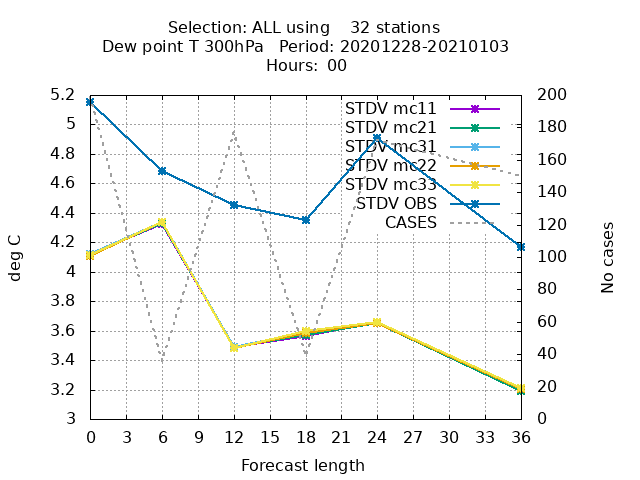 Selection: ALL using    32 stations
Dew point T 300hPa   Period: 20201228-20210103
Hours:  00
5.2
5
4.8
4.6
4.4
4.2
4
3.8
3.6
3.4
3.2
3
deg C
STDV mc11
STDV mc21
STDV mc31
STDV mc22
STDV mc33
STDV OBS
CASES
200
180
160
140
120
100
80
60
40
20
0
No cases
0 3 6 9 12 15 18 21 24 27 30 33 36
Forecast length